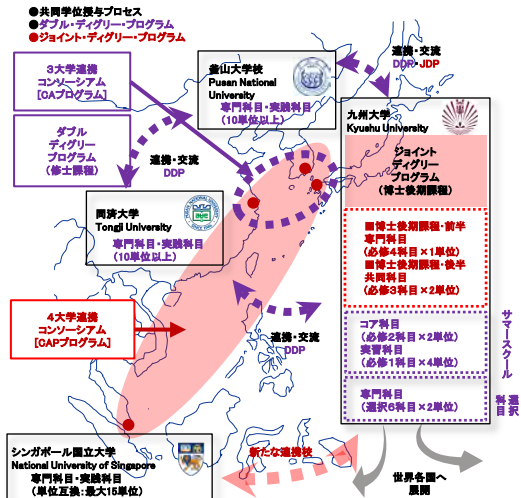 ●共同学位授与プロセス
●ダブル・ディグリー・プログラム
●ジョイント・ディグリー・プログラム
3大学連携
コンソーシアム
[CAプログラム]
ダブル
ディグリー
プログラム
(修士課程)
釜山大学校
Pusan National
University
専門科目・実践科目
(10単位以上)
連携・交流
DDR・JDP
九州大学
Kyushu University
ジョイント
ディグリー
プログラム
(博士後期課程)
連携・交流
DDP
同済大学
Tongji University
専門科目・実践科目
(10単位以上)
■博士後期課程・前半
専門科目
(必修4科目×1単位)
■博士後期課程・後半
共同科目
(必修3科目×2単位)
4大学連携
コンソーシアム
[CAPプログラム]
連携・交流
DDP
コア科目
(必修2科目×2単位)
実習科目
(必修1科目×4単位)
サマースクール
専門科目
(選択6科目×2単位)
選択
科目
シンガポール国立大学
National University of Singapore
専門科目・実践科目
(単位互換:最大15単位)
新たな連携校
世界各国へ
展開